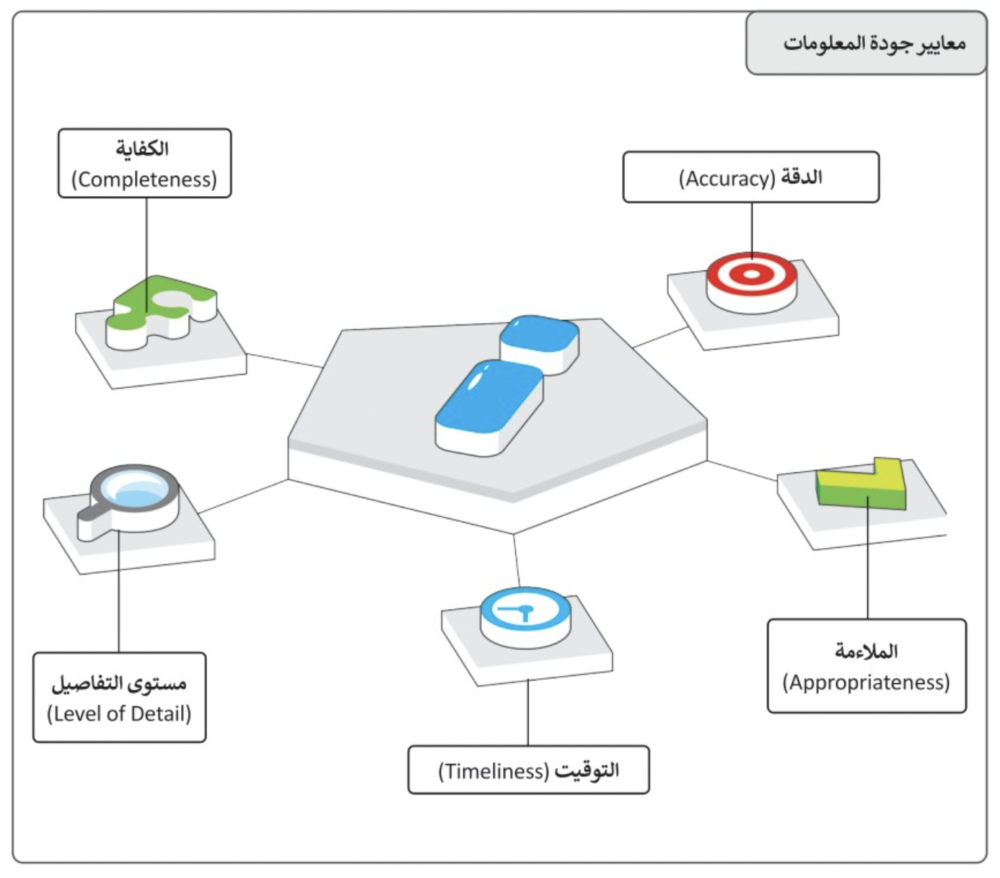 معايير جودة المعلومات
الدقة (Accuracy)
الكفاية
(Completeness)
الملاءمة
(Appropriateness)
مستوى التفاصيل
(Level of Detail)
التوقيت (Timeliness)